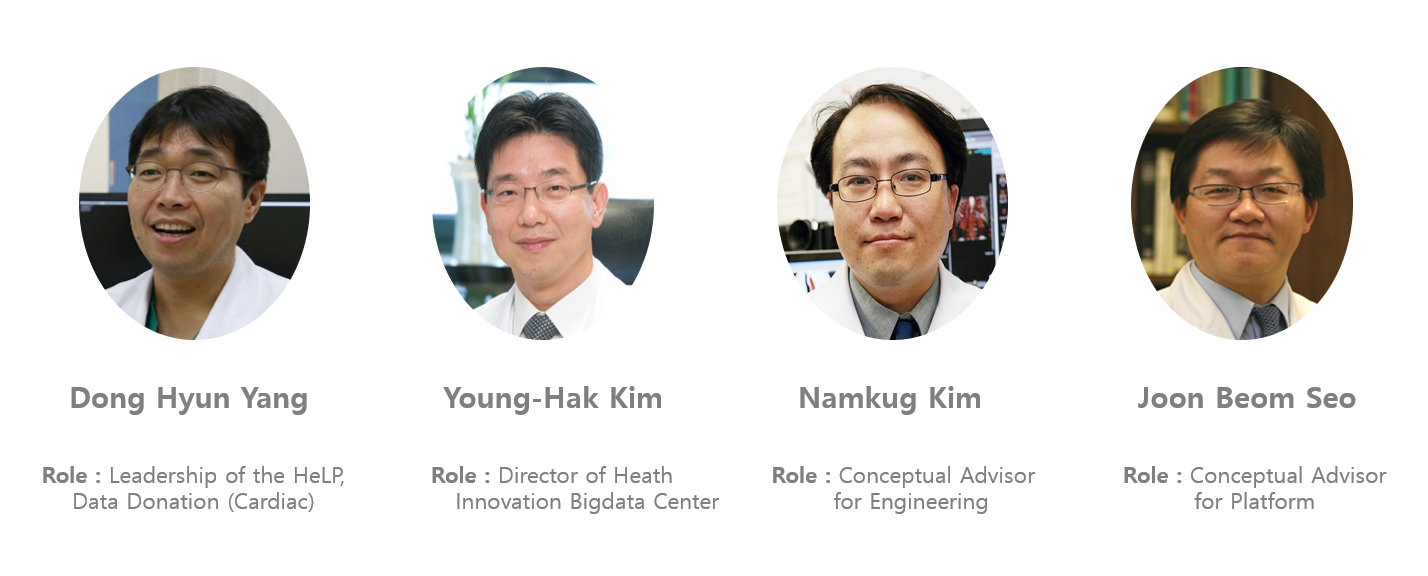 Dong Hyun Yang
Role : Leadership of the HeLP,
Data Donation (Cardiac)
Young-Hak Kim
Role : Director of Heath
Innovation Bigdata Center
Namkug Kim
Role : Conceptual Advisor
for Engineering
Joon Beom Seo
Role : Conceptual Advisor
for Platform